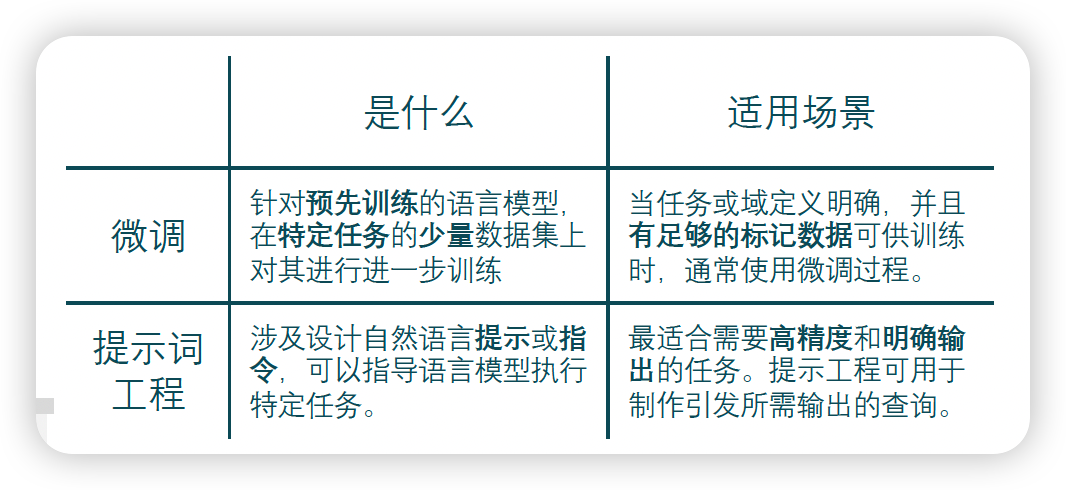 是什么
适用场景
微调
针对预先训练的语言模型,
在特定任务的少量数据集上
对其进行进一步训练
当任务或域定义明确,并且
有足够的标记数据可供训练
时,通常使用微调过程。
提示词
工程
涉及设计自然语言提示或指
令,可以指导语言模型执行
特定任务。
最适合需要高精度和明确输
出的任务。提示工程可用于
制作引发所需输出的查询。